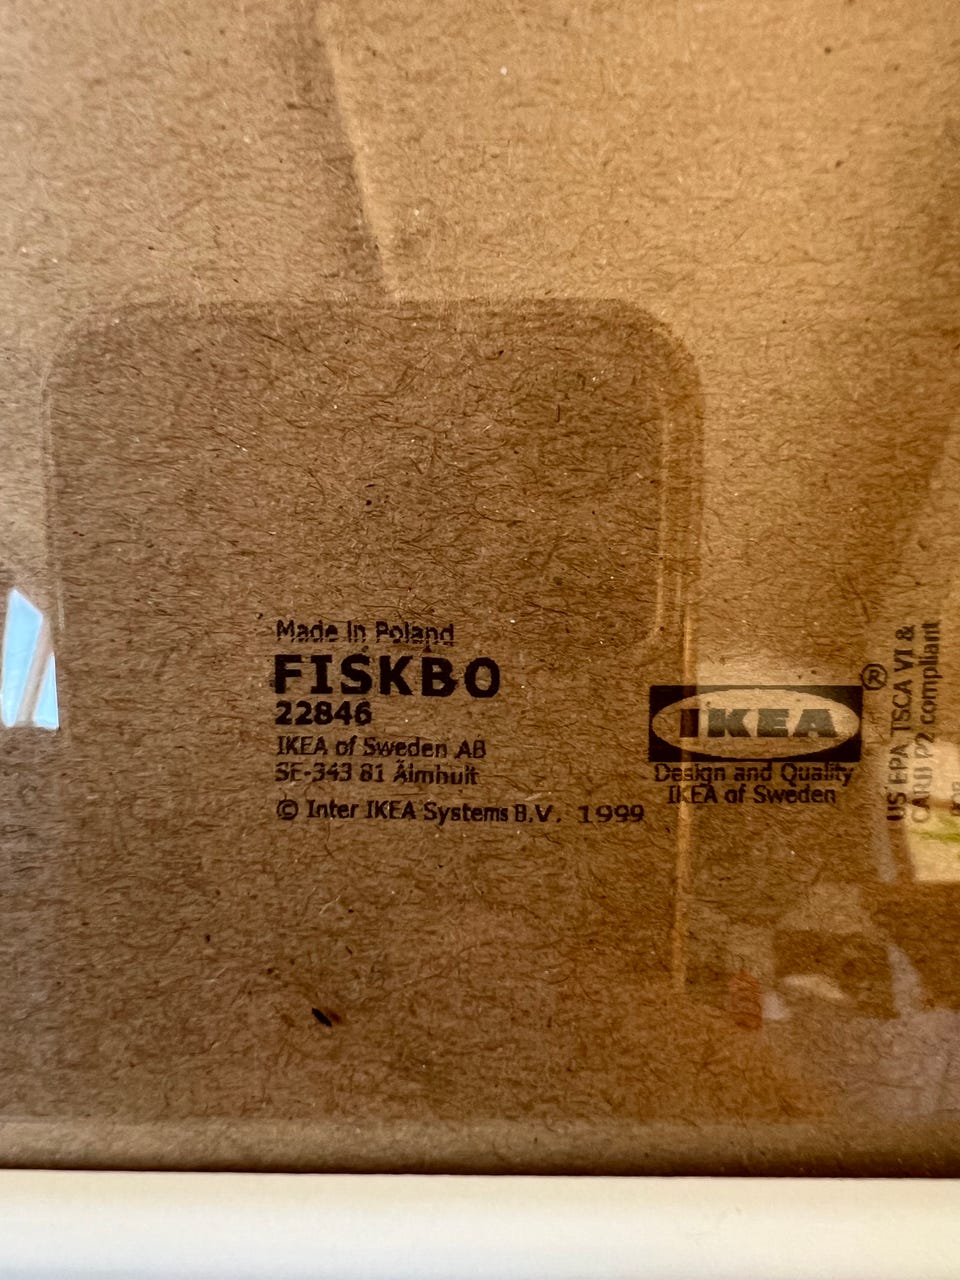 Made in Poland
FISKBO
22846
IKEA of Sweden AB
SE-343 81 Älmhult
© Inter IKEA Systems B.V. 1999
IKEA®
Design and Quality
IKEA of Sweden
US EPA TSCA VI &
CARB P2 compliant